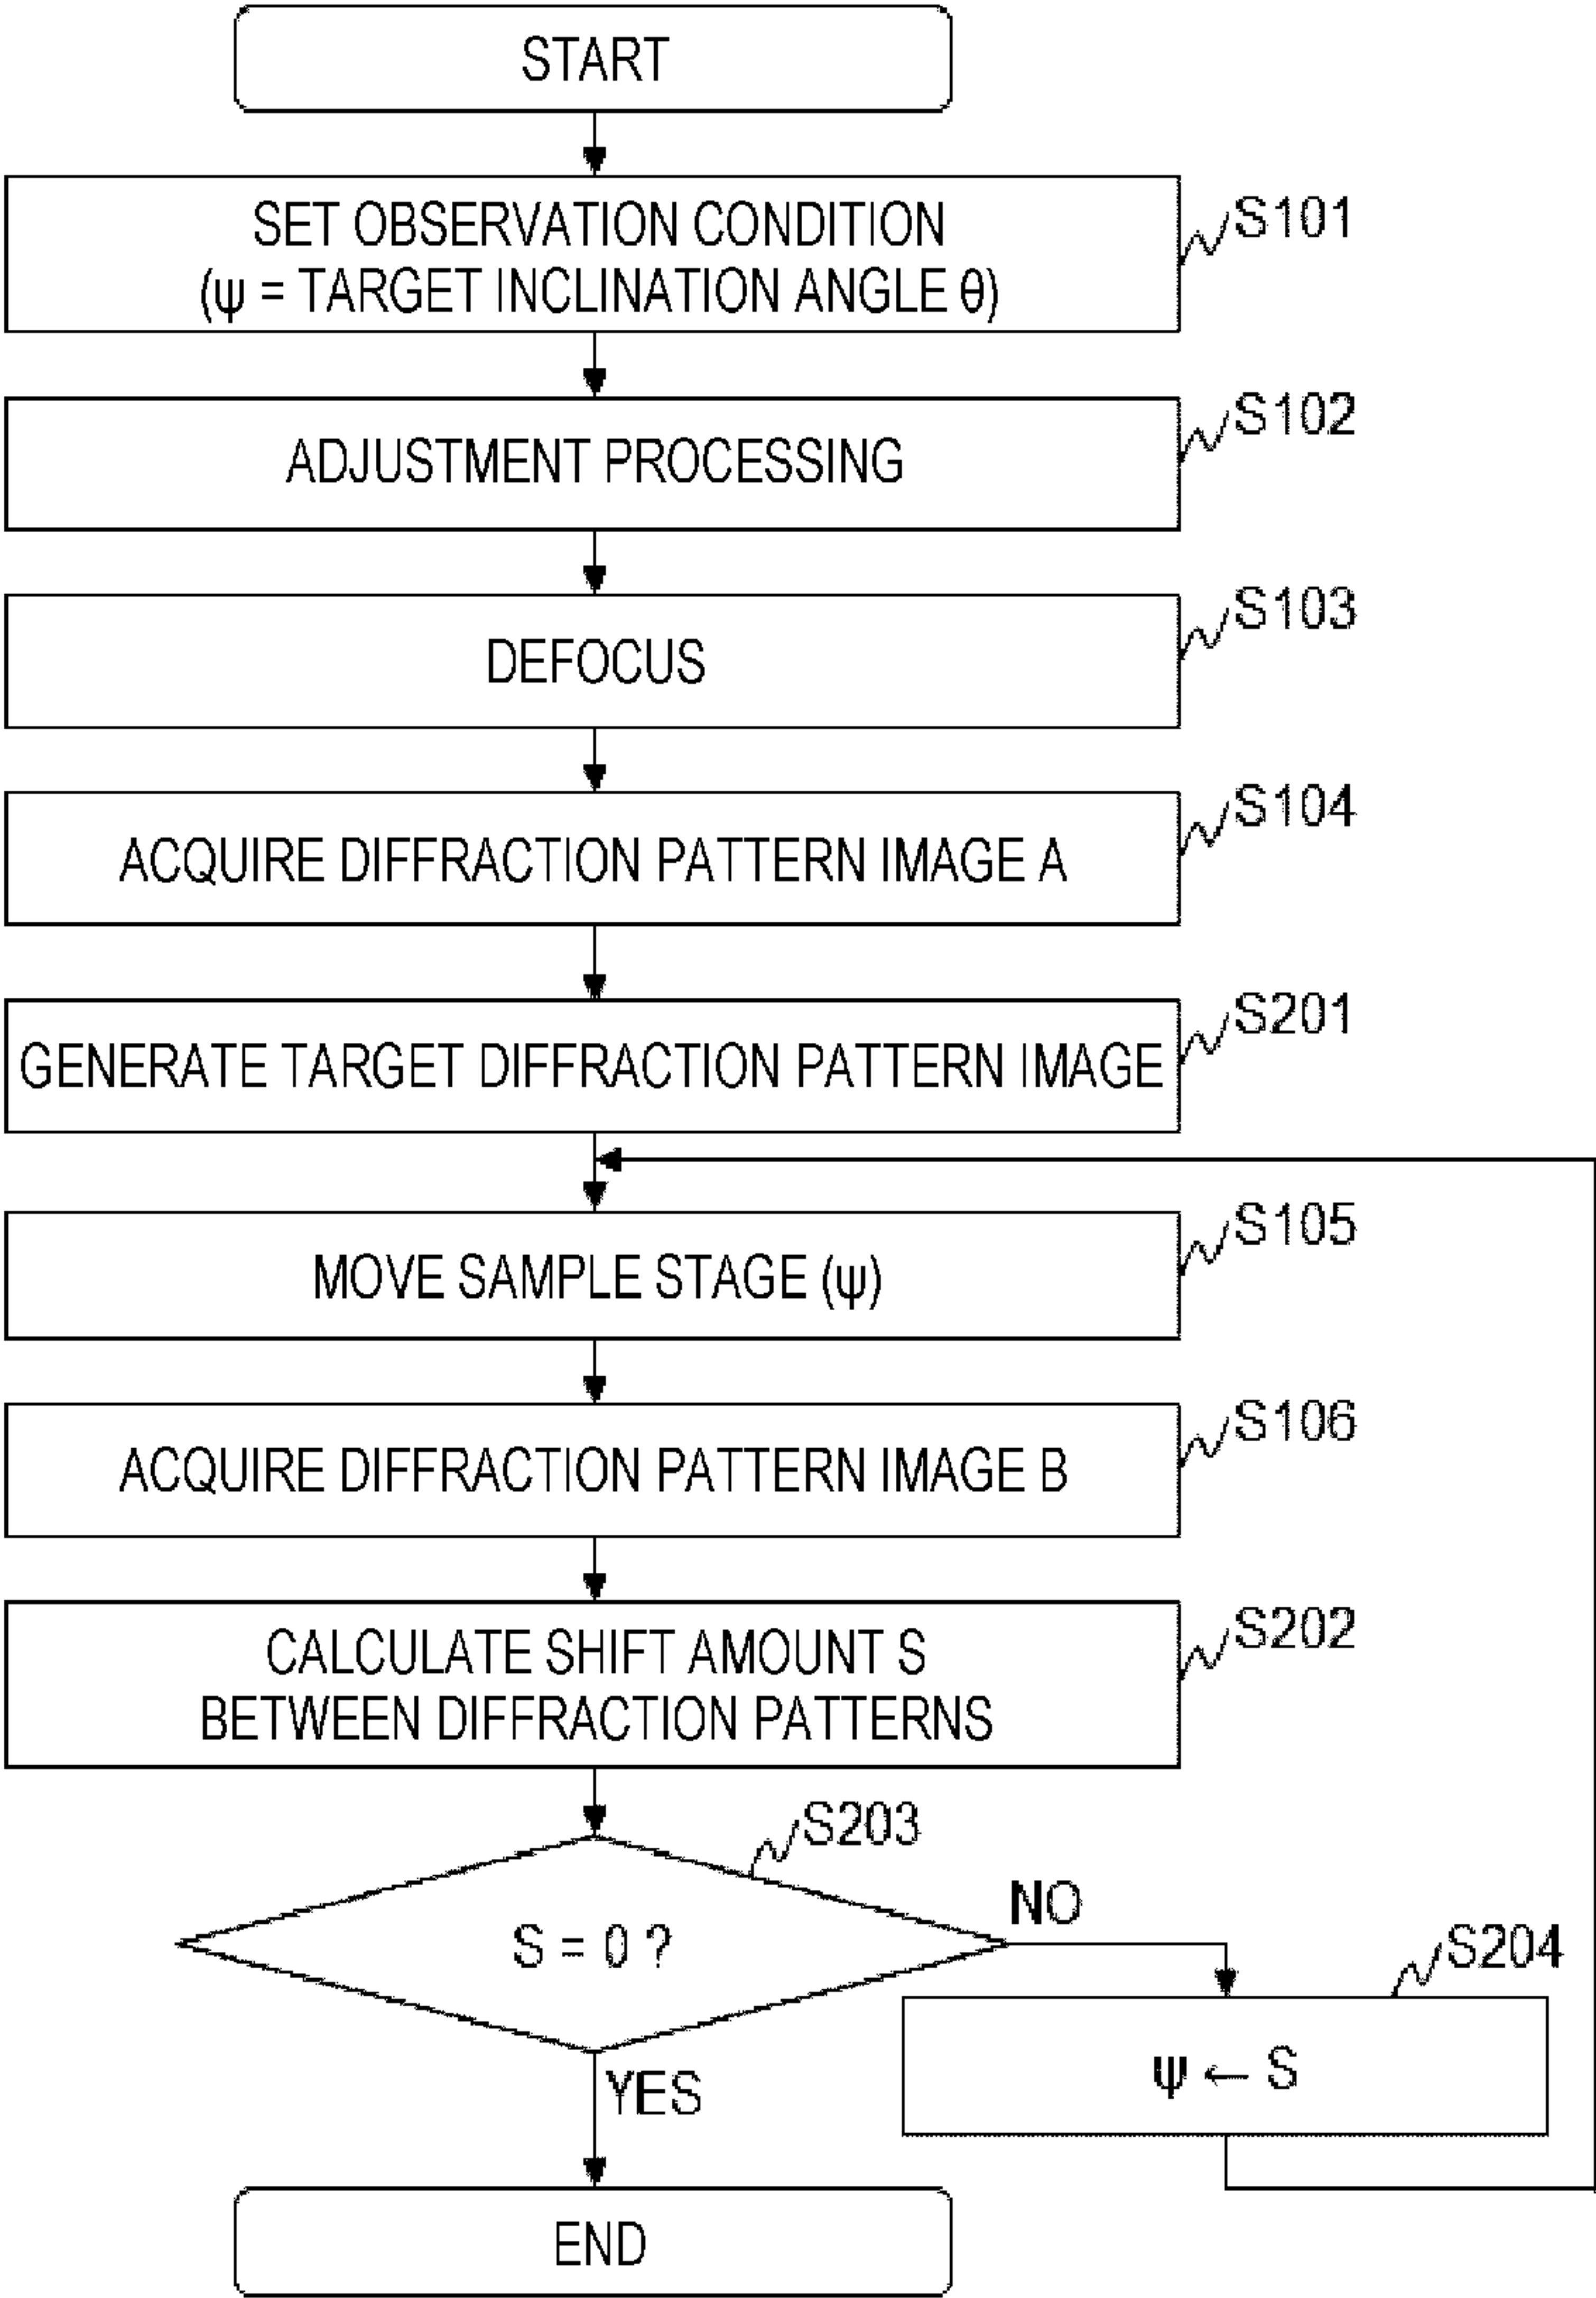 START
SET OBSERVATION CONDITION
(ψ = TARGET INCLINATION ANGLE θ)
S101
ADJUSTMENT PROCESSING
S102
DEFOCUS
S103
ACQUIRE DIFFRACTION PATTERN IMAGE A
S104
GENERATE TARGET DIFFRACTION PATTERN IMAGE
S201
MOVE SAMPLE STAGE (ψ)
S105
ACQUIRE DIFFRACTION PATTERN IMAGE B
S106
CALCULATE SHIFT AMOUNT S
BETWEEN DIFFRACTION PATTERNS
S202
S = 0 ?
S203
NO
S204
ψ ← S
YES
END